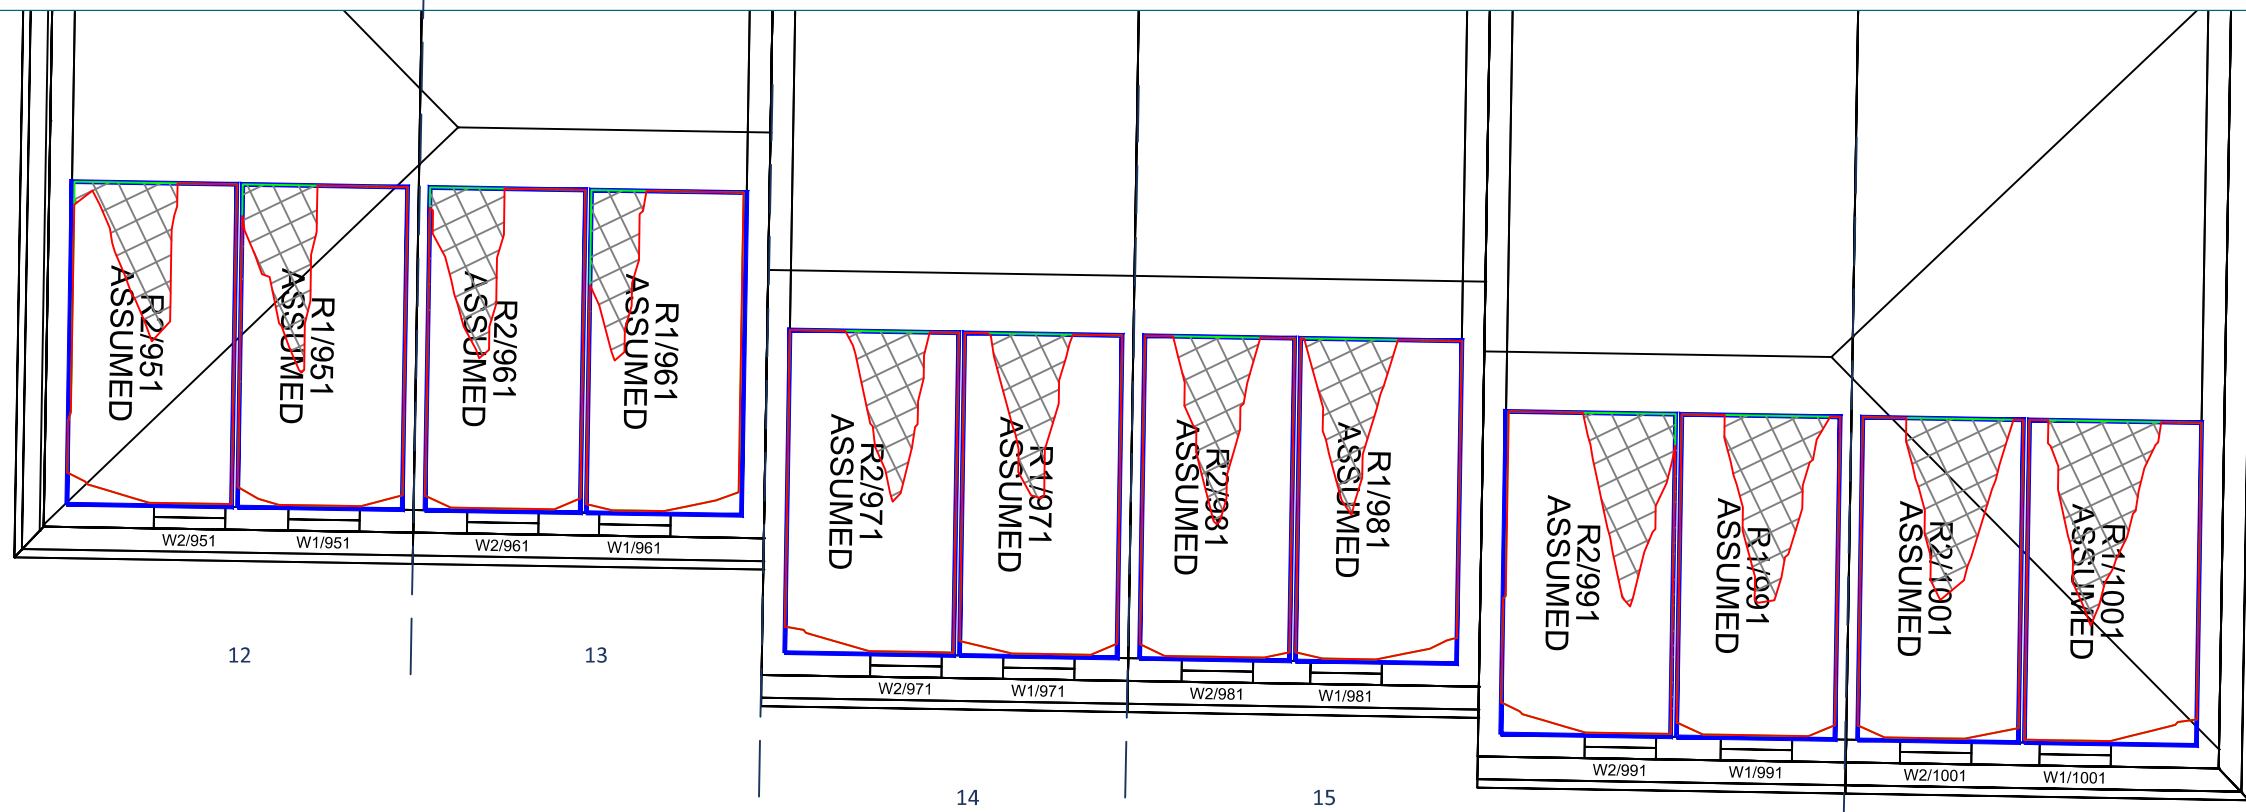 R2/951
ASSUMED
R1/951
ASSUMED
R2/961
ASSUMED
R1/961
ASSUMED
R2/971
ASSUMED
R1/971
ASSUMED
R2/981
ASSUMED
R1/981
ASSUMED
R2/991
ASSUMED
R1/991
ASSUMED
R2/1001
ASSUMED
R1/1001
ASSUMED
W2/951
W1/951
W2/961
W1/961
W2/971
W1/971
W2/981
W1/981
W2/991
W1/991
W2/1001
W1/1001
12
13
14
15